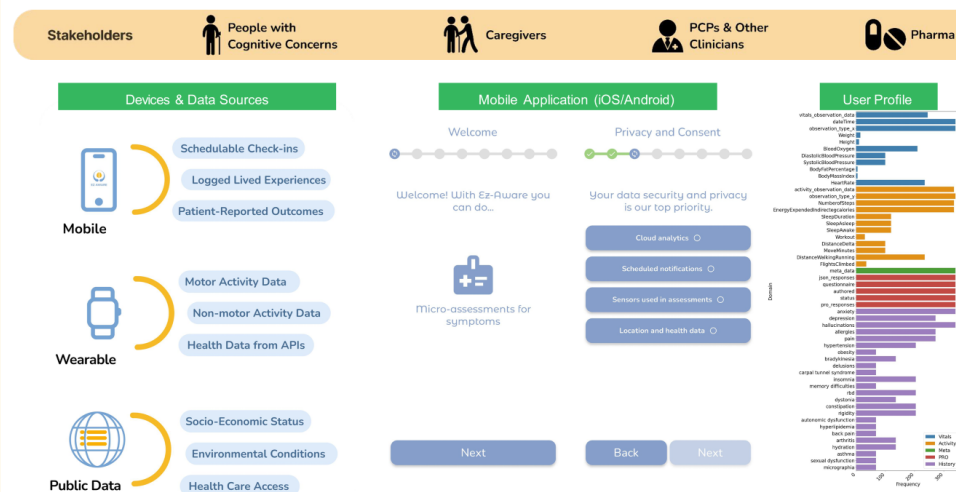 Stakeholders
People with
Cognitive Concerns
Caregivers
PCPs & Other
Clinicians
Pharma
Devices & Data Sources
Mobile
Schedulable Check-ins
Logged Lived Experiences
Patient-Reported Outcomes
Wearable
Motor Activity Data
Non-motor Activity Data
Health Data from APIs
Public Data
Socio-Economic Status
Environmental Conditions
Health Care Access
Mobile Application (iOS/Android)
Welcome
Welcome! With Ez-Aware you
can do...
Micro-assessments for
symptoms
Next
Privacy and Consent
Your data security and privacy
is our top priority.
Cloud analytics
Scheduled notifications
Sensors used in assessments
Location and health data
Back
Next
User Profile
Domain
vitals_observation_data
dateTime
observation_type_x
Weight
Height
BloodOxygen
DiastolicBloodPressure
SystolicBloodPressure
BodyFatPercentage
BodyMassIndex
HeartRate
activity_observation_data
observation_type_y
NumberofSteps
EnergyExpendedIndirectlegcalories
SleepDuration
SleepAsleep
SleepAwake
Workout
DistanceDelta
MoveMinutes
DistanceWalkingRunning
FlightsClimbed
meta_data
json_responses
questionnaire
authored
status
pro_responses
anxiety
depression
hallucinations
allergies
pain
hypertension
obesity
bradykinesia
delusions
carpal tunnel syndrome
insomnia
memory difficulties
rbd
dystonia
constipation
rigidity
autonomic dysfunction
hyperlipidemia
back pain
arthritis
hydration
asthma
sexual dysfunction
micrographia
Vitals
Activity
Meta
PRO
History
0
100
200
300
Frequency